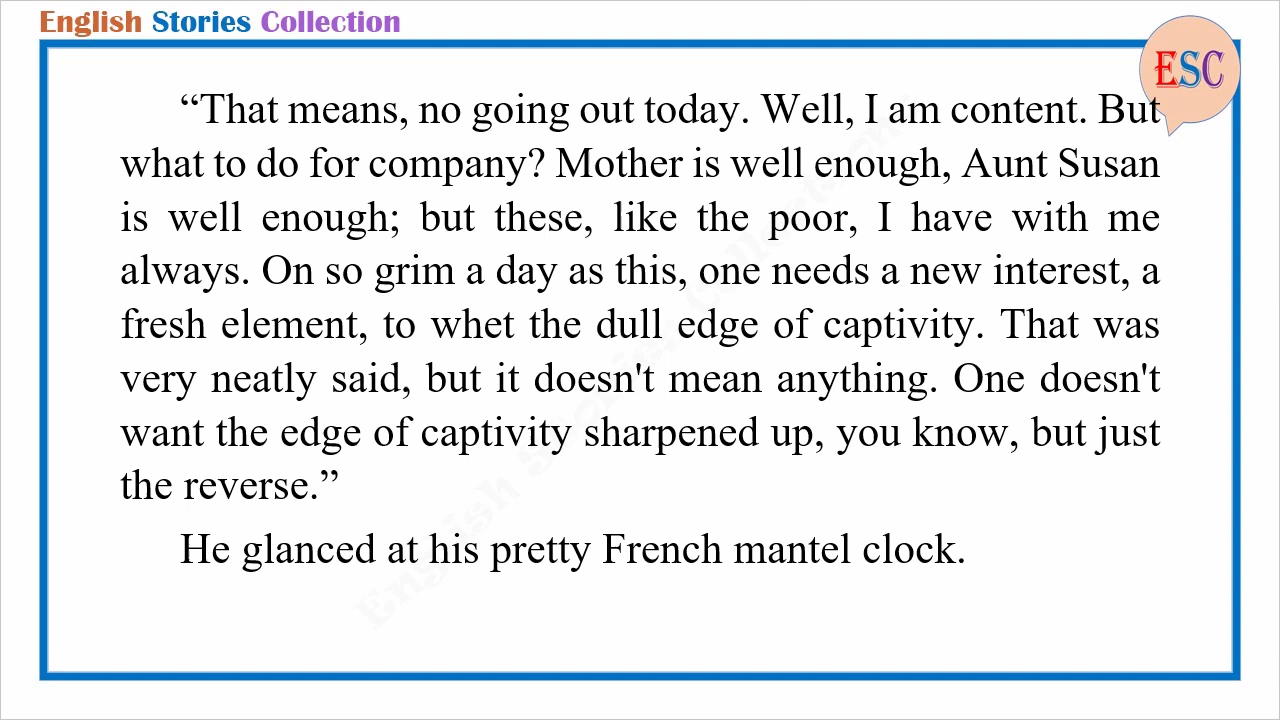 English Stories Collection
ESC
“That means, no going out today. Well, I am content. But
what to do for company? Mother is well enough, Aunt Susan
is well enough; but these, like the poor, I have with me
always. On so grim a day as this, one needs a new interest, a
fresh element, to whet the dull edge of captivity. That was
very neatly said, but it doesn't mean anything. One doesn't
want the edge of captivity sharpened up, you know, but just
the reverse.”
He glanced at his pretty French mantel clock.
English Stories Collection